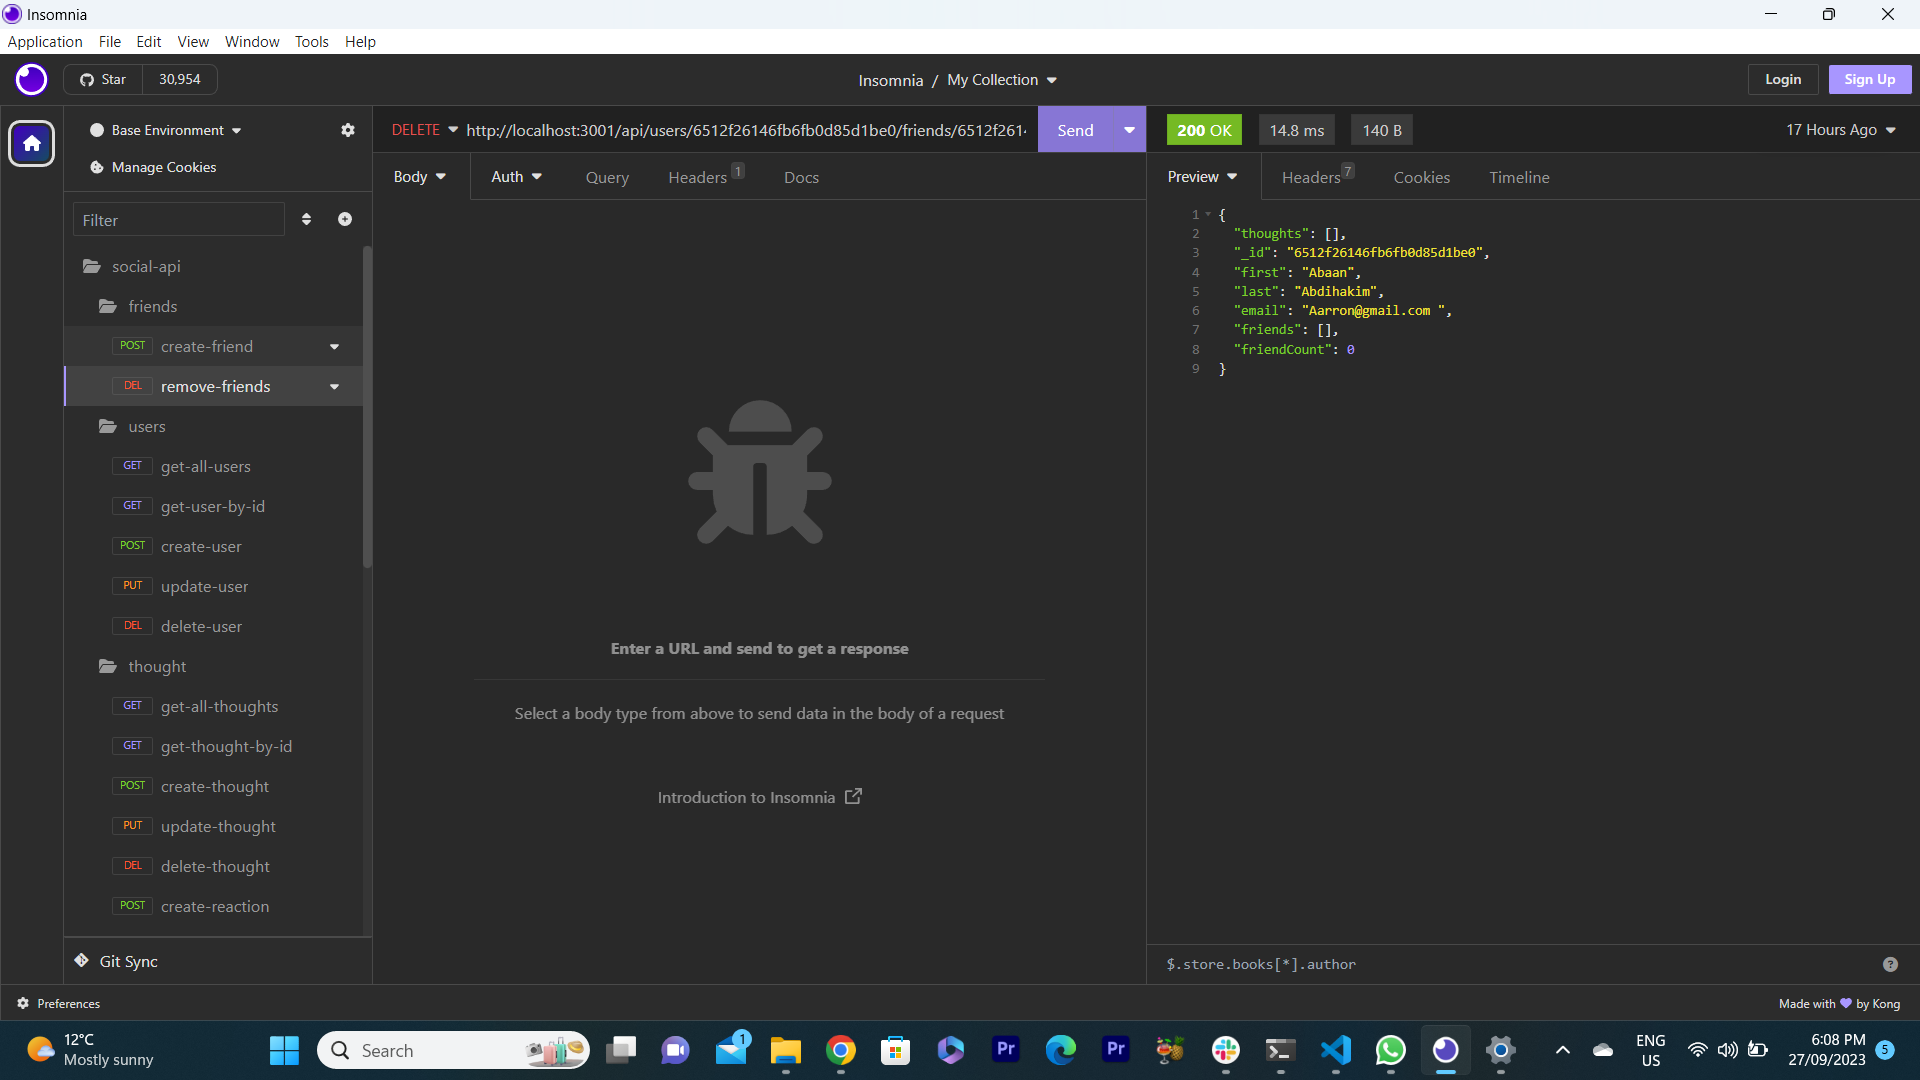 Insomnia
Application File Edit View Window Tools Help
Star 30,954
Insomnia / My Collection
Login Sign Up
Base Environment
Manage Cookies
Filter
social-api
friends
POST create-friend
DEL remove-friends
users
GET get-all-users
GET get-user-by-id
POST create-user
PUT update-user
DEL delete-user
thought
GET get-all-thoughts
GET get-thought-by-id
POST create-thought
PUT update-thought
DEL delete-thought
POST create-reaction
Git Sync
DELETE http://localhost:3001/api/users/6512f26146fb6fb0d85d1be0/friends/6512f261
Send
Body Auth Query Headers 1 Docs
Enter a URL and send to get a response
Select a body type from above to send data in the body of a request
Introduction to Insomnia
200 OK 14.8 ms 140 B 17 Hours Ago
Preview Headers 7 Cookies Timeline
1 {
2 "thoughts": [],
3 "_id": "6512f26146fb6fb0d85d1be0",
4 "first": "Abaan",
5 "last": "Abdihakim",
6 "email": "Aarron@gmail.com ",
7 "friends": [],
8 "friendCount": 0
9 }
$.store.books[*].author ?
Preferences
Made with 💜 by Kong
12°C
Mostly sunny
Search
1
Pr
Pr
ENG
US
6:08 PM
27/09/2023
5